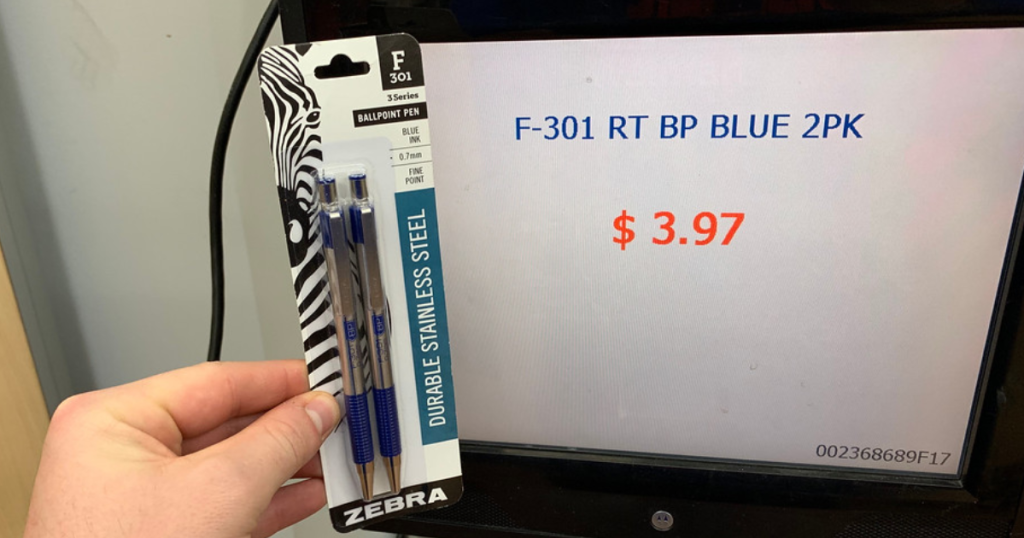 F
301
3 Series
BALLPOINT PEN
BLUE
INK
0.7mm
FINE
POINT
DURABLE STAINLESS STEEL
ZEBRA
F-301 RT BP BLUE 2PK
$ 3.97
002368689F17